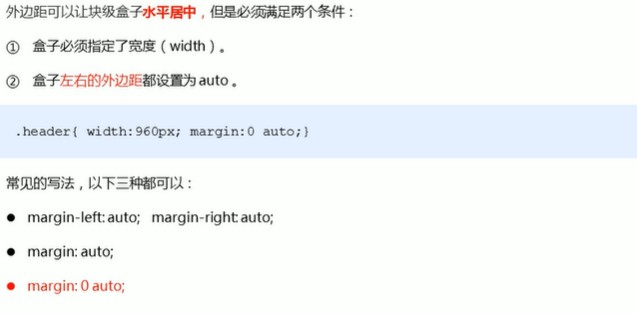 外边距可以让块级盒子水平居中，但是必须满足两个条件：
① 盒子必须指定了宽度（width）。
② 盒子左右的外边距都设置为 auto 。
.header{ width:960px; margin:0 auto;}
常见的写法，以下三种都可以：
● margin-left: auto; margin-right: auto;
● margin: auto;
● margin: 0 auto;